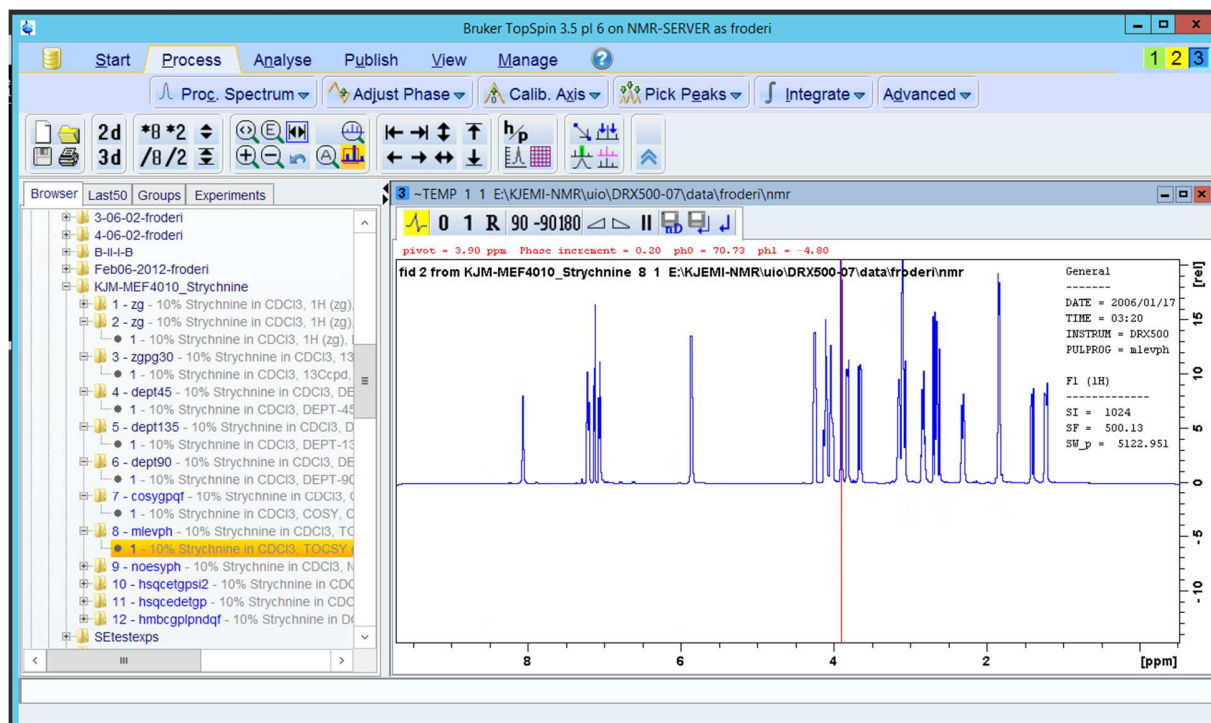 Bruker TopSpin 3.5 pl 6 on NMR-SERVER as froderi
Start Process Analyse Publish View Manage ? 1 2 3
Proc. Spectrum Adjust Phase Calib. Axis Pick Peaks Integrate Advanced
2d *8 *2 E h/p
3d /8 /2 A
Browser Last50 Groups Experiments
3-06-02-froderi
4-06-02-froderi
B-II-I-B
Feb06-2012-froderi
KJM-MEF4010_Strychnine
1 - zg - 10% Strychnine in CDCl3, 1H (zg),
2 - zg - 10% Strychnine in CDCl3, 1H (zg),
1 - 10% Strychnine in CDCl3, 1H (zg),
3 - zgpg30 - 10% Strychnine in CDCl3, 13
1 - 10% Strychnine in CDCl3, 13Ccpd,
4 - dept45 - 10% Strychnine in CDCl3, DE
1 - 10% Strychnine in CDCl3, DEPT-45
5 - dept135 - 10% Strychnine in CDCl3, D
1 - 10% Strychnine in CDCl3, DEPT-13
6 - dept90 - 10% Strychnine in CDCl3, DE
1 - 10% Strychnine in CDCl3, DEPT-90
7 - cosygpqf - 10% Strychnine in CDCl3,
1 - 10% Strychnine in CDCl3, COSY,
8 - mlevph - 10% Strychnine in CDCl3, TO
1 - 10% Strychnine in CDCl3, TOCSY
9 - noesyph - 10% Strychnine in CDCl3, N
10 - hsqcetgpsi2 - 10% Strychnine in CDC
11 - hsqcedetgp - 10% Strychnine in CDC
12 - hmbcgplpndqf - 10% Strychnine in
SEtestexps
3 ~TEMP 1 1 E:\KJEMI-NMR\uio\DRX500-07\data\froderi\nmr
0 1 R 90 -90 180 nD
pivot = 3.90 ppm Phase increment = 0.20 ph0 = 70.73 ph1 = -4.80
fid 2 from KJM-MEF4010_Strychnine 8 1 E:\KJEMI-NMR\uio\DRX500-07\data\froderi\nmr
General
-------
DATE = 2006/01/17
TIME = 03:20
INSTRUM = DRX500
PULPROG = mlevph
F1 (1H)
-------------
SI = 1024
SF = 500.13
SW_p = 5122.951
[rel]
15
10
5
0
-5
-10
8 6 4 2 [ppm]